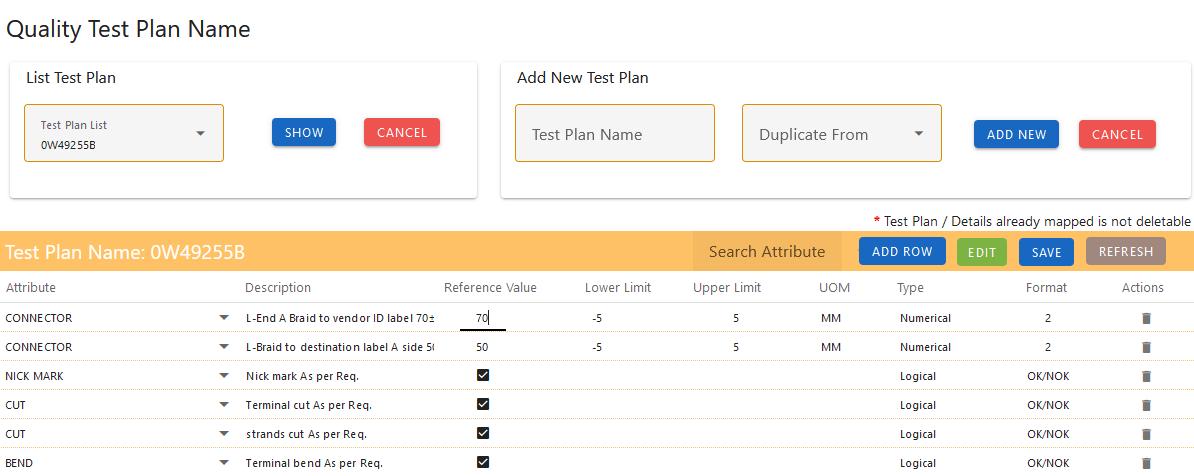 Quality Test Plan Name
List Test Plan
Test Plan List
0W49255B
SHOW
CANCEL
Add New Test Plan
Test Plan Name
Duplicate From
ADD NEW
CANCEL
* Test Plan / Details already mapped is not deletable
Test Plan Name: 0W49255B
Search Attribute
ADD ROW
EDIT
SAVE
REFRESH
Attribute Description Reference Value Lower Limit Upper Limit UOM Type Format Actions
CONNECTOR L-End A Braid to vendor ID label 70± 70 -5 5 MM Numerical 2
CONNECTOR L-Braid to destination label A side 50 -5 5 MM Numerical 2
NICK MARK Nick mark As per Req. Logical OK/NOK
CUT Terminal cut As per Req. Logical OK/NOK
CUT strands cut As per Req. Logical OK/NOK
BEND Terminal bend As per Req. Logical OK/NOK